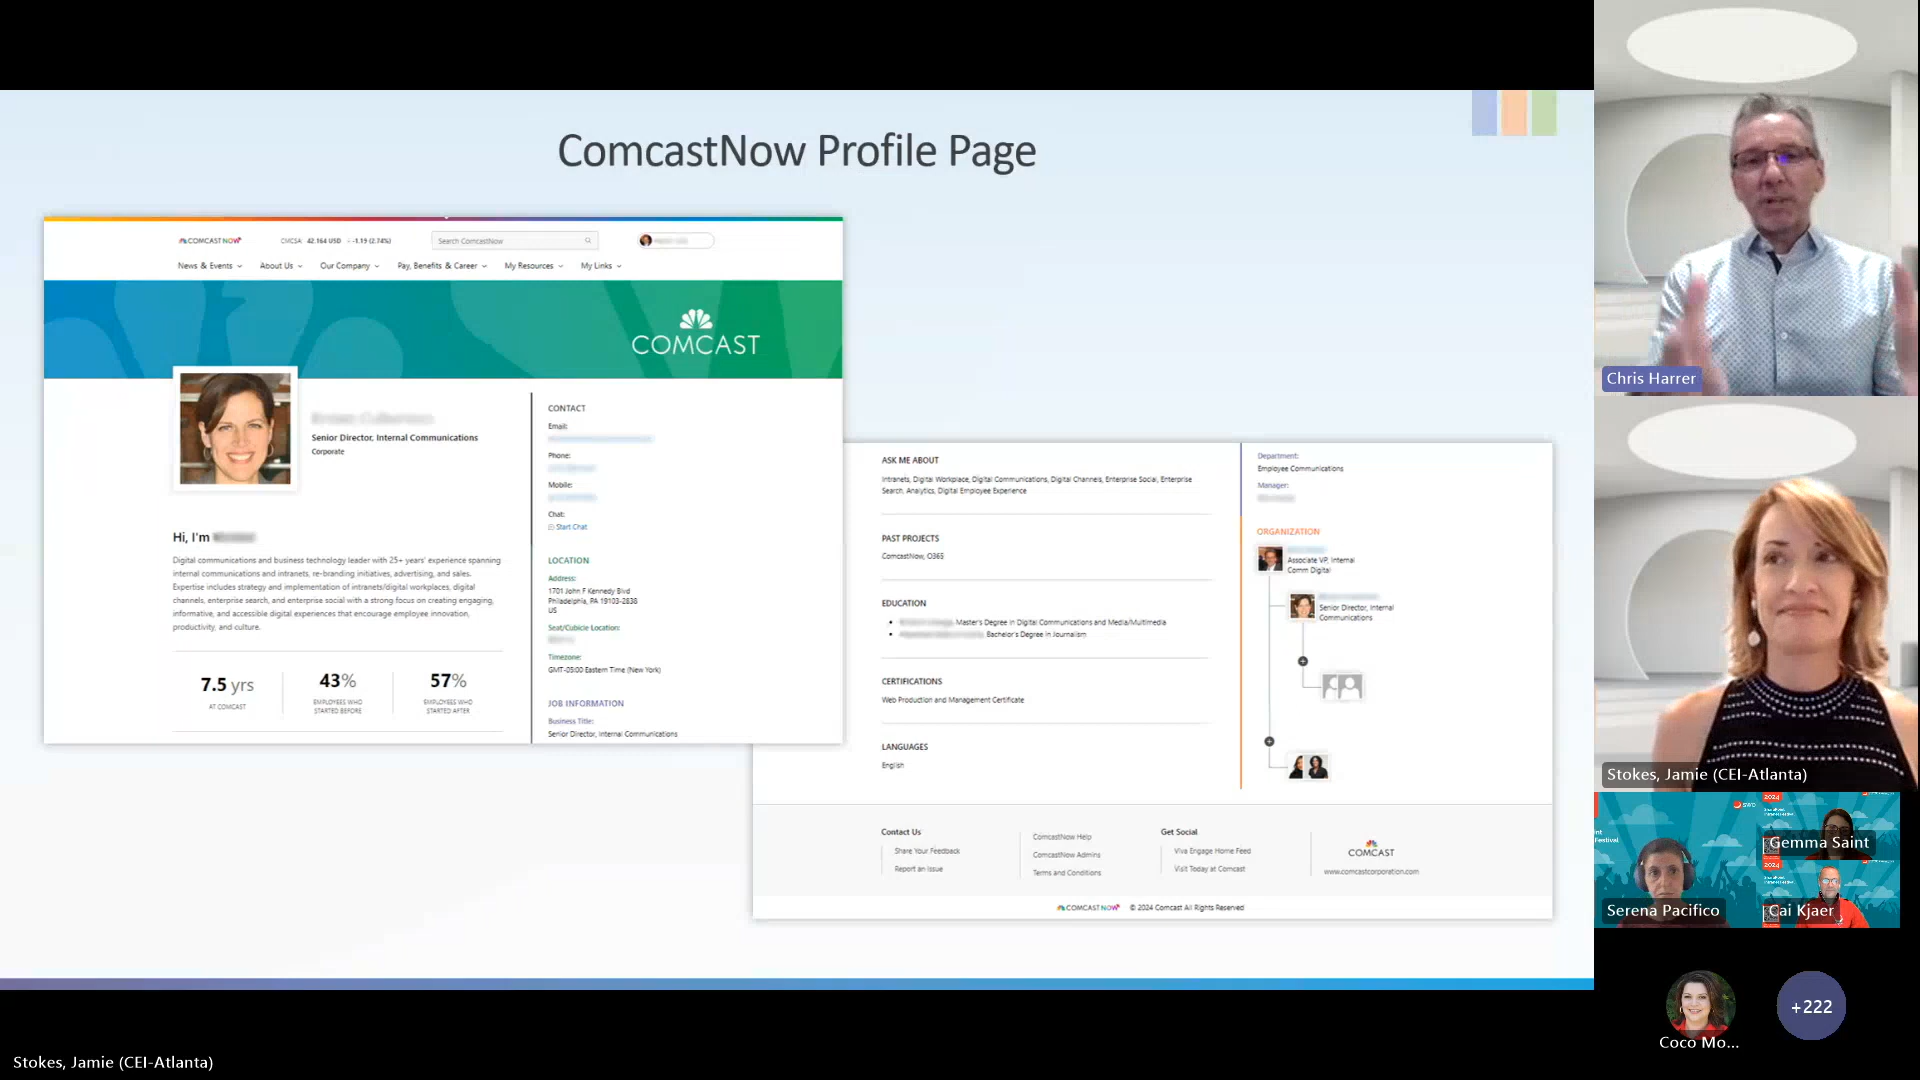 ComcastNow Profile Page
COMCAST NOW
CMCSA 42.164 USD -1.19 (2.74%)
Search ComcastNow
News & Events
About Us
Our Company
Pay, Benefits & Career
My Resources
My Links
COMCAST
Senior Director, Internal Communications
Corporate
Hi, I'm
Digital communications and business technology leader with 25+ years' experience spanning
internal communications and intranets, re-branding initiatives, advertising, and sales.
Expertise includes strategy and implementation of intranets/digital workplaces, digital
channels, enterprise search, and enterprise social with a strong focus on creating engaging,
informative, and accessible digital experiences that encourage employee innovation,
productivity, and culture.
7.5 yrs
AT COMCAST
43%
EMPLOYEES WHO
STARTED BEFORE
57%
EMPLOYEES WHO
STARTED AFTER
CONTACT
Email:
Phone:
Mobile:
Chat:
Start Chat
LOCATION
Address:
1701 John F Kennedy Blvd
Philadelphia, PA 19103-2838
US
Seat/Cubicle Location:
Timezone:
GMT-05:00 Eastern Time (New York)
JOB INFORMATION
Business Title:
Senior Director, Internal Communications
ASK ME ABOUT
Intranets, Digital Workplace, Digital Communications, Digital Channels, Enterprise Social, Enterprise
Search, Analytics, Digital Employee Experience
PAST PROJECTS
ComcastNow, O365
EDUCATION
Master's Degree in Digital Communications and Media/Multimedia
Bachelor's Degree in Journalism
CERTIFICATIONS
Web Production and Management Certificate
LANGUAGES
English
Department:
Employee Communications
Manager:
ORGANIZATION
Associate VP, Internal
Comm Digital
Senior Director, Internal
Communications
Contact Us
Share Your Feedback
Report an Issue
ComcastNow Help
ComcastNow Admins
Terms and Conditions
Get Social
Viva Engage Home Feed
Visit Today at Comcast
COMCAST
www.comcastcorporation.com
COMCAST NOW © 2024 Comcast All Rights Reserved
Chris Harrer
Stokes, Jamie (CEI-Atlanta)
SWO
2024
Festival
Gemma Saint
2024
Serena Pacifico
Cai Kjaer
Coco Mo...
+222
Stokes, Jamie (CEI-Atlanta)